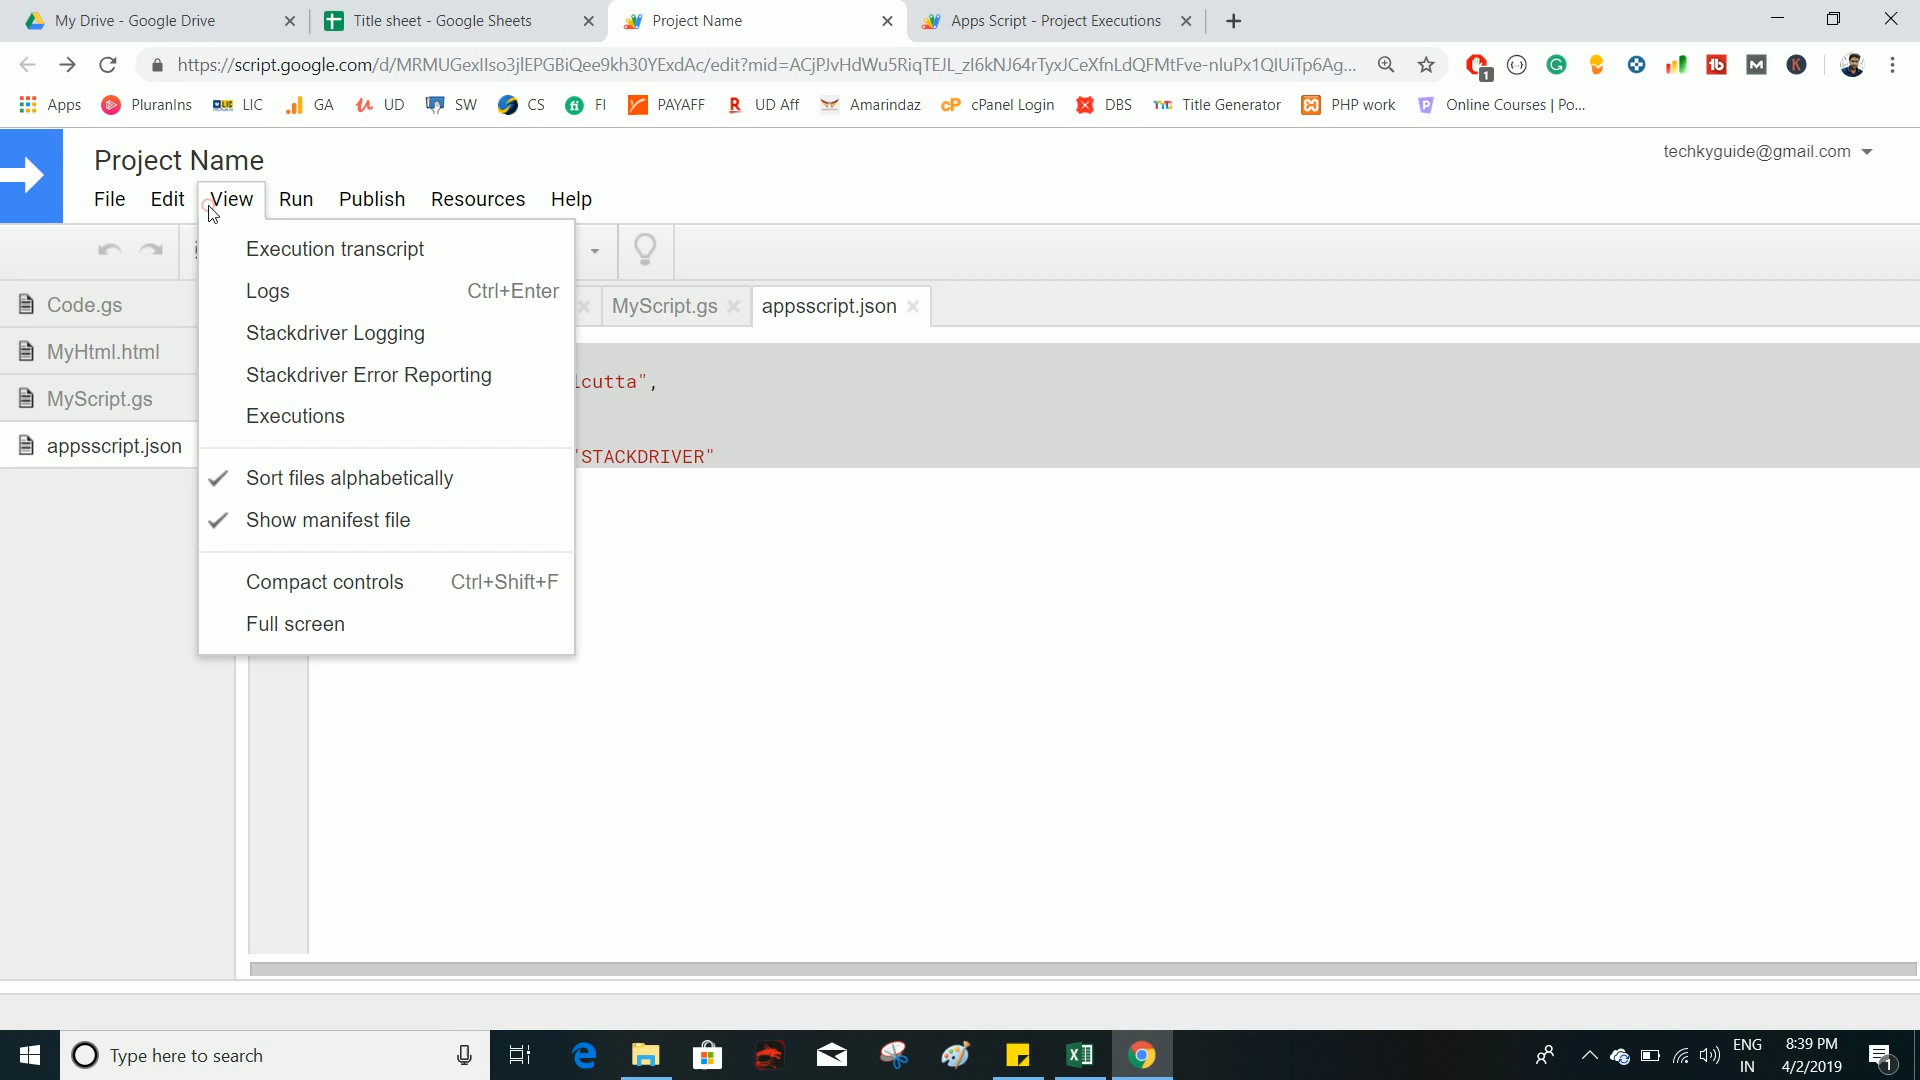 My Drive - Google Drive
Title sheet - Google Sheets
Project Name
Apps Script - Project Executions
https://script.google.com/d/MRMUGexIlso3jlEPGBiQee9kh30YExdAc/edit?mid=ACjPJvHdWu5RiqTEJL_zI6kNJ64rTyxJCeXfnLdQFMtFve-nIuPx1QIUiTp6Ag...
1
Apps
PluranIns
LIC
GA
UD
SW
CS
FI
PAYAFF
UD Aff
Amarindaz
cPanel Login
DBS
Title Generator
PHP work
Online Courses | Po...
Project Name
techkyguide@gmail.com
File Edit View Run Publish Resources Help
Execution transcript
Logs Ctrl+Enter
Stackdriver Logging
Stackdriver Error Reporting
Executions
Sort files alphabetically
Show manifest file
Compact controls Ctrl+Shift+F
Full screen
Code.gs
MyHtml.html
MyScript.gs
appsscript.json
MyScript.gs
appsscript.json
lcutta",
"STACKDRIVER"
Type here to search
ENG
IN
8:39 PM
4/2/2019
1